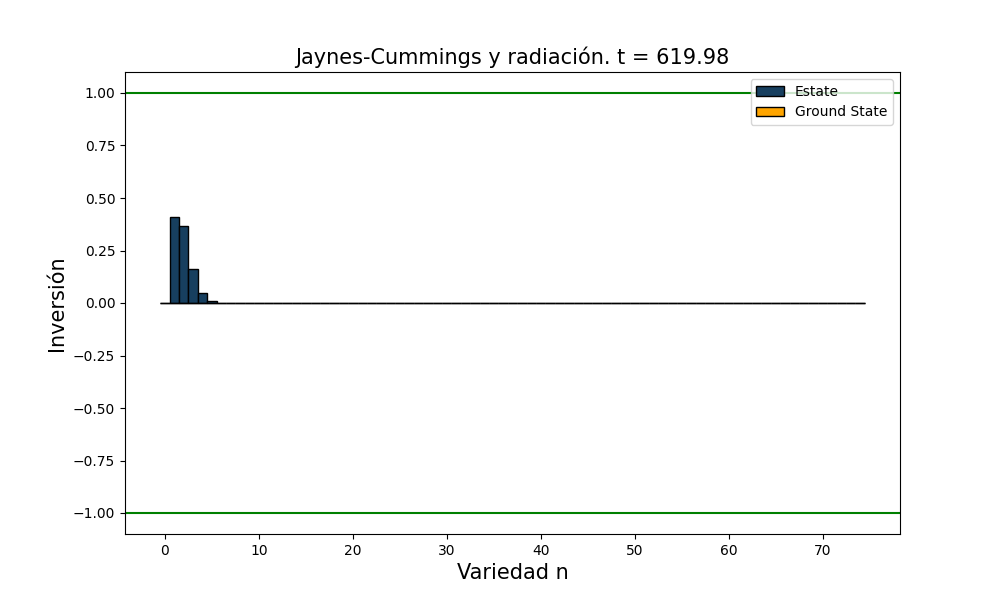 Jaynes-Cummings y radiación. t = 619.98
1.00
0.75
0.50
0.25
0.00
−0.25
−0.50
−0.75
−1.00
Inversión
Estate
Ground State
0 10 20 30 40 50 60 70
Variedad n